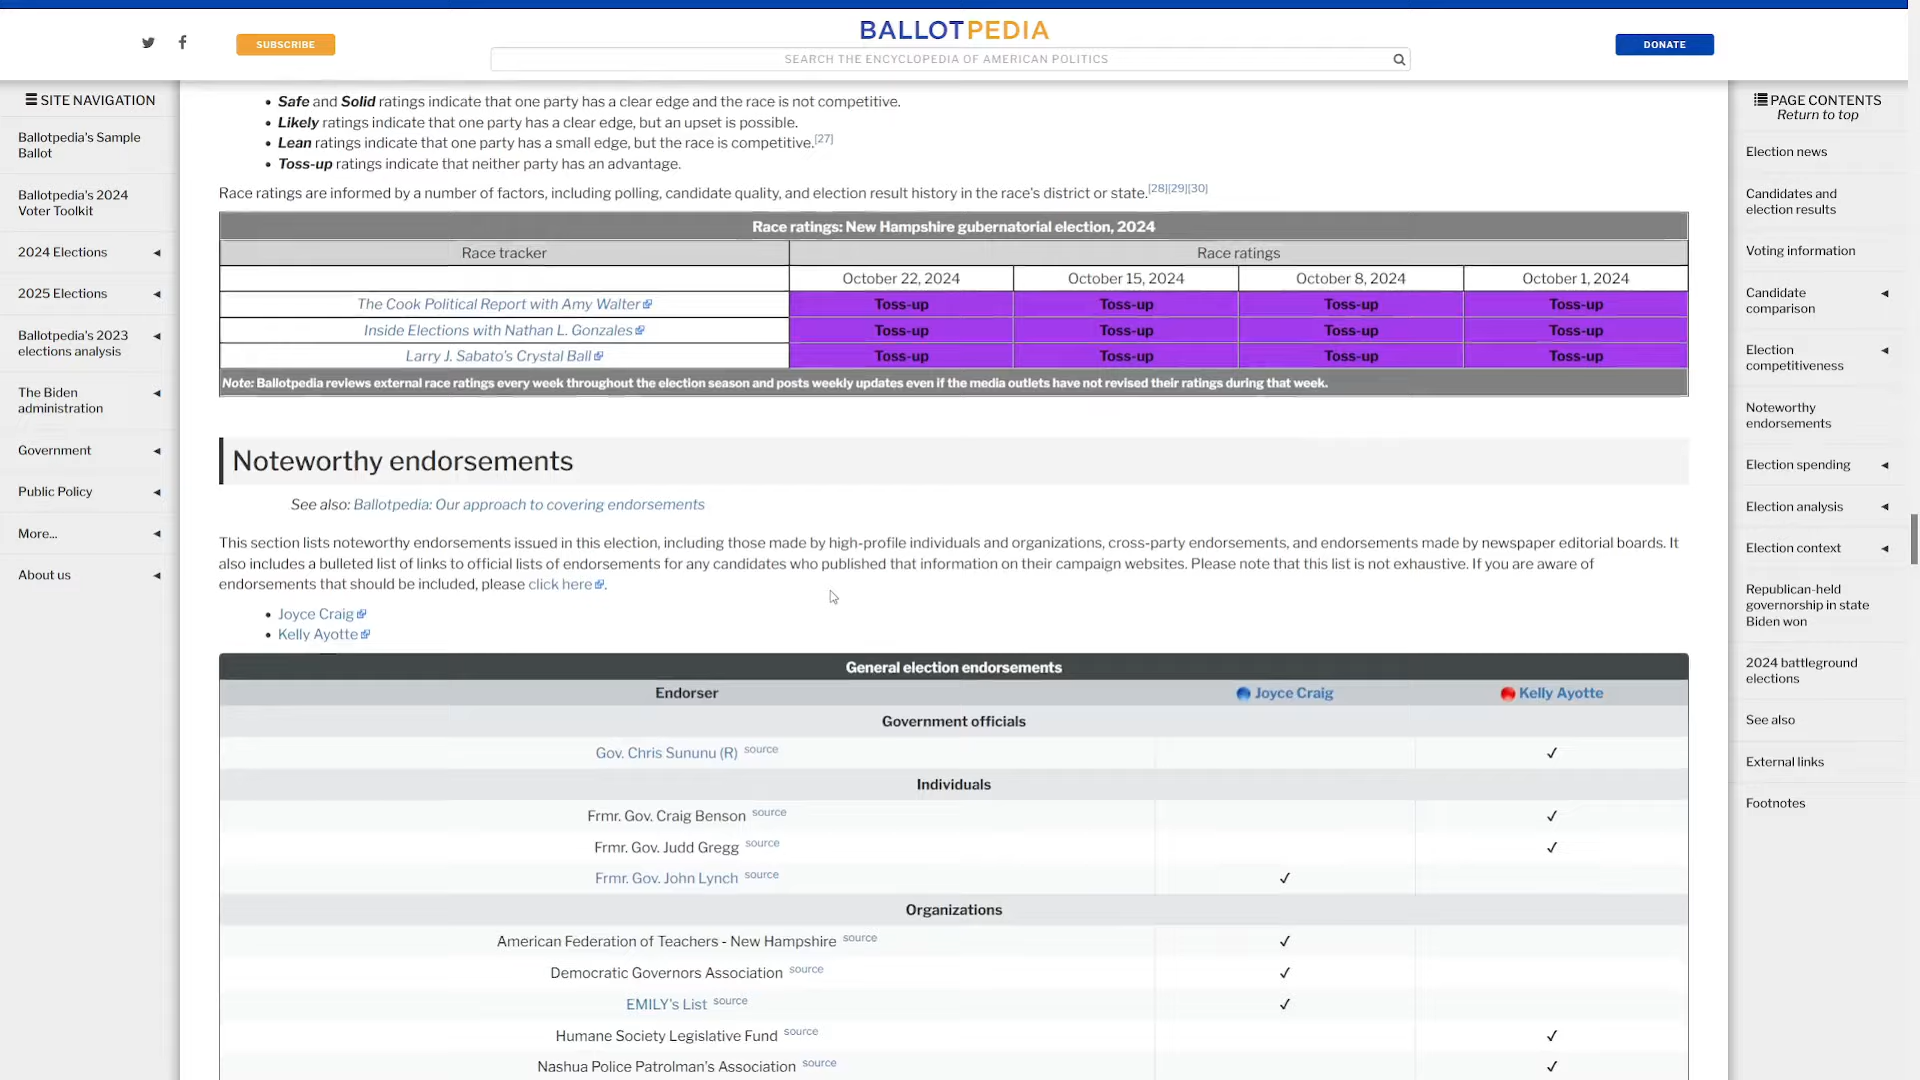 BALLOTPEDIA
SUBSCRIBE
SEARCH THE ENCYCLOPEDIA OF AMERICAN POLITICS
DONATE
SITE NAVIGATION
Ballotpedia's Sample
Ballot
Ballotpedia's 2024
Voter Toolkit
2024 Elections
2025 Elections
Ballotpedia's 2023
elections analysis
The Biden
administration
Government
Public Policy
More...
About us
• Safe and Solid ratings indicate that one party has a clear edge and the race is not competitive.
• Likely ratings indicate that one party has a clear edge, but an upset is possible.
• Lean ratings indicate that one party has a small edge, but the race is competitive.[27]
• Toss-up ratings indicate that neither party has an advantage.
Race ratings are informed by a number of factors, including polling, candidate quality, and election result history in the race's district or state.[28][29][30]
Race ratings: New Hampshire gubernatorial election, 2024
Race tracker Race ratings
October 22, 2024 October 15, 2024 October 8, 2024 October 1, 2024
The Cook Political Report with Amy Walter Toss-up Toss-up Toss-up Toss-up
Inside Elections with Nathan L. Gonzales Toss-up Toss-up Toss-up Toss-up
Larry J. Sabato's Crystal Ball Toss-up Toss-up Toss-up Toss-up
Note: Ballotpedia reviews external race ratings every week throughout the election season and posts weekly updates even if the media outlets have not revised their ratings during that week.
Noteworthy endorsements
See also: Ballotpedia: Our approach to covering endorsements
This section lists noteworthy endorsements issued in this election, including those made by high-profile individuals and organizations, cross-party endorsements, and endorsements made by newspaper editorial boards. It
also includes a bulleted list of links to official lists of endorsements for any candidates who published that information on their campaign websites. Please note that this list is not exhaustive. If you are aware of
endorsements that should be included, please click here.
• Joyce Craig
• Kelly Ayotte
General election endorsements
Endorser Joyce Craig Kelly Ayotte
Government officials
Gov. Chris Sununu (R) source ✓
Individuals
Frmr. Gov. Craig Benson source ✓
Frmr. Gov. Judd Gregg source ✓
Frmr. Gov. John Lynch source ✓
Organizations
American Federation of Teachers - New Hampshire source ✓
Democratic Governors Association source ✓
EMILY's List source ✓
Humane Society Legislative Fund source ✓
Nashua Police Patrolman's Association source ✓
PAGE CONTENTS
Return to top
Election news
Candidates and
election results
Voting information
Candidate
comparison
Election
competitiveness
Noteworthy
endorsements
Election spending
Election analysis
Election context
Republican-held
governorship in state
Biden won
2024 battleground
elections
See also
External links
Footnotes